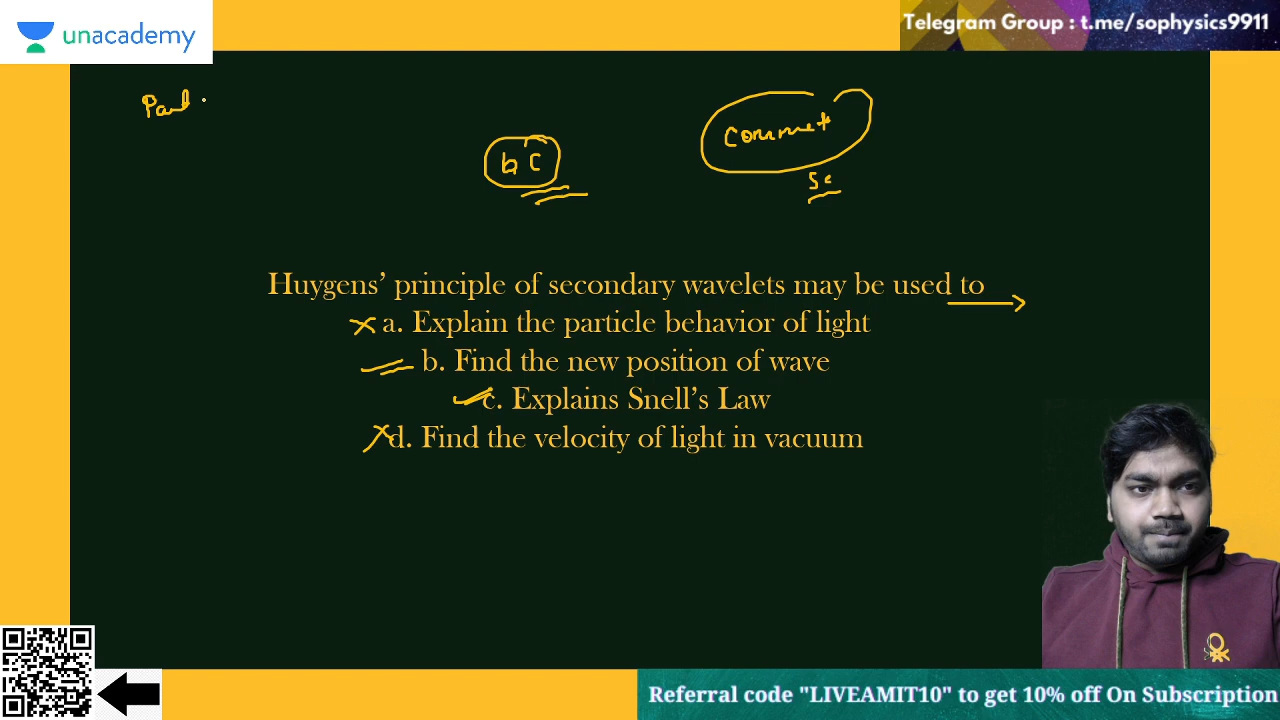 unacademy
Telegram Group : t.me/sophysics9911
b c
Huygens’ principle of secondary wavelets may be used to
a. Explain the particle behavior of light
b. Find the new position of wave
c. Explains Snell’s Law
d. Find the velocity of light in vacuum
Referral code "LIVEAMIT10" to get 10% off On Subscription